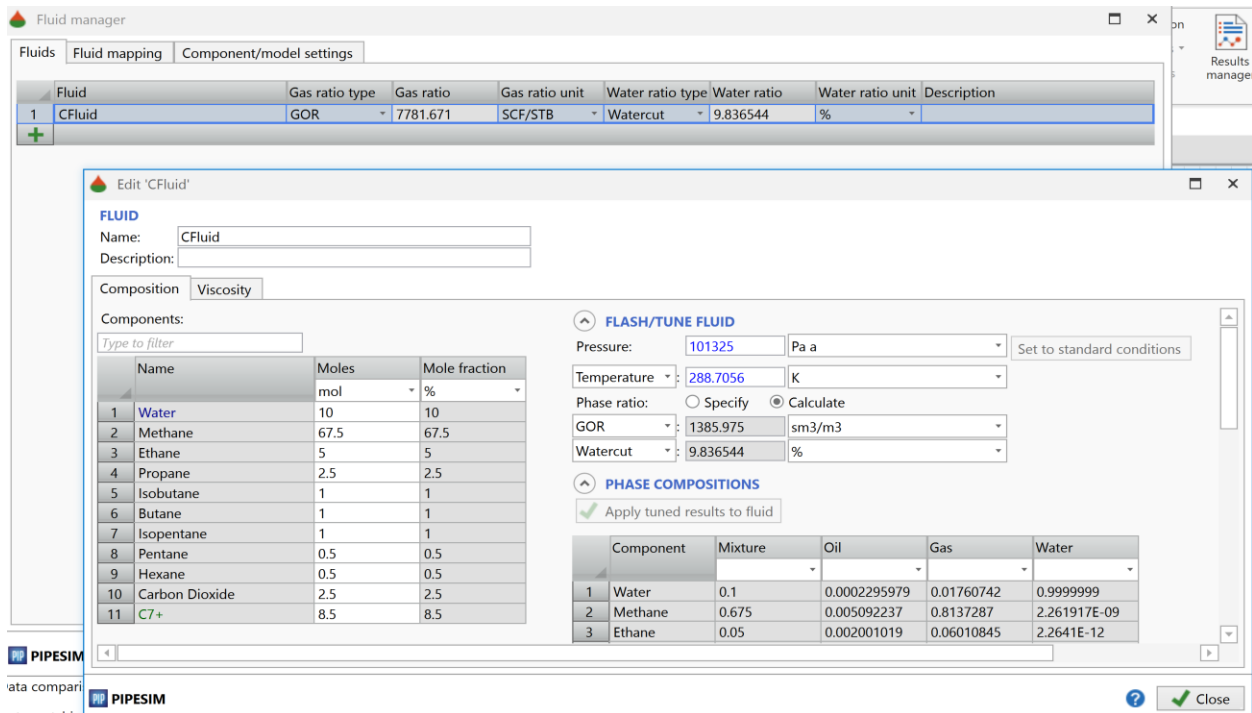 Fluid manager
on
Results
manage
Fluids Fluid mapping Component/model settings
Fluid Gas ratio type Gas ratio Gas ratio unit Water ratio type Water ratio Water ratio unit Description
1 CFluid GOR 7781.671 SCF/STB Watercut 9.836544 %
Edit 'CFluid'
FLUID
Name: CFluid
Description:
Composition Viscosity
Components:
Type to filter
Name Moles Mole fraction
mol %
1 Water 10 10
2 Methane 67.5 67.5
3 Ethane 5 5
4 Propane 2.5 2.5
5 Isobutane 1 1
6 Butane 1 1
7 Isopentane 1 1
8 Pentane 0.5 0.5
9 Hexane 0.5 0.5
10 Carbon Dioxide 2.5 2.5
11 C7+ 8.5 8.5
FLASH/TUNE FLUID
Pressure: 101325 Pa a Set to standard conditions
Temperature : 288.7056 K
Phase ratio: Specify Calculate
GOR : 1385.975 sm3/m3
Watercut : 9.836544 %
PHASE COMPOSITIONS
Apply tuned results to fluid
Component Mixture Oil Gas Water
1 Water 0.1 0.0002295979 0.01760742 0.9999999
2 Methane 0.675 0.005092237 0.8137287 2.261917E-09
3 Ethane 0.05 0.002001019 0.06010845 2.2641E-12
PIP PIPESIM
ata compari
PIP PIPESIM
? Close